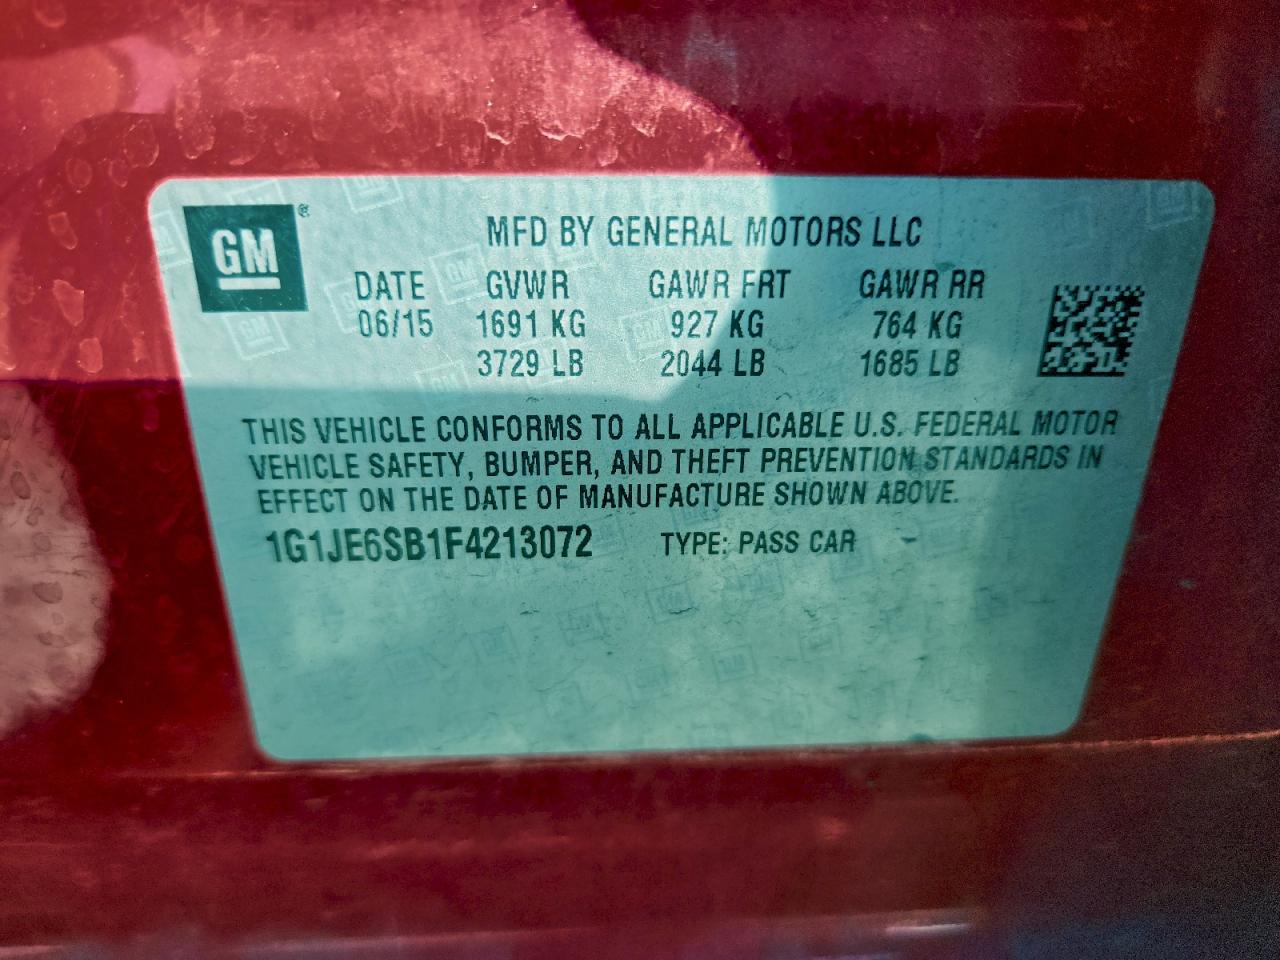 GM ®
MFD BY GENERAL MOTORS LLC
DATE GVWR GAWR FRT GAWR RR
06/15 1691 KG 927 KG 764 KG
3729 LB 2044 LB 1685 LB
THIS VEHICLE CONFORMS TO ALL APPLICABLE U.S. FEDERAL MOTOR
VEHICLE SAFETY, BUMPER, AND THEFT PREVENTION STANDARDS IN
EFFECT ON THE DATE OF MANUFACTURE SHOWN ABOVE.
1G1JE6SB1F4213072 TYPE: PASS CAR